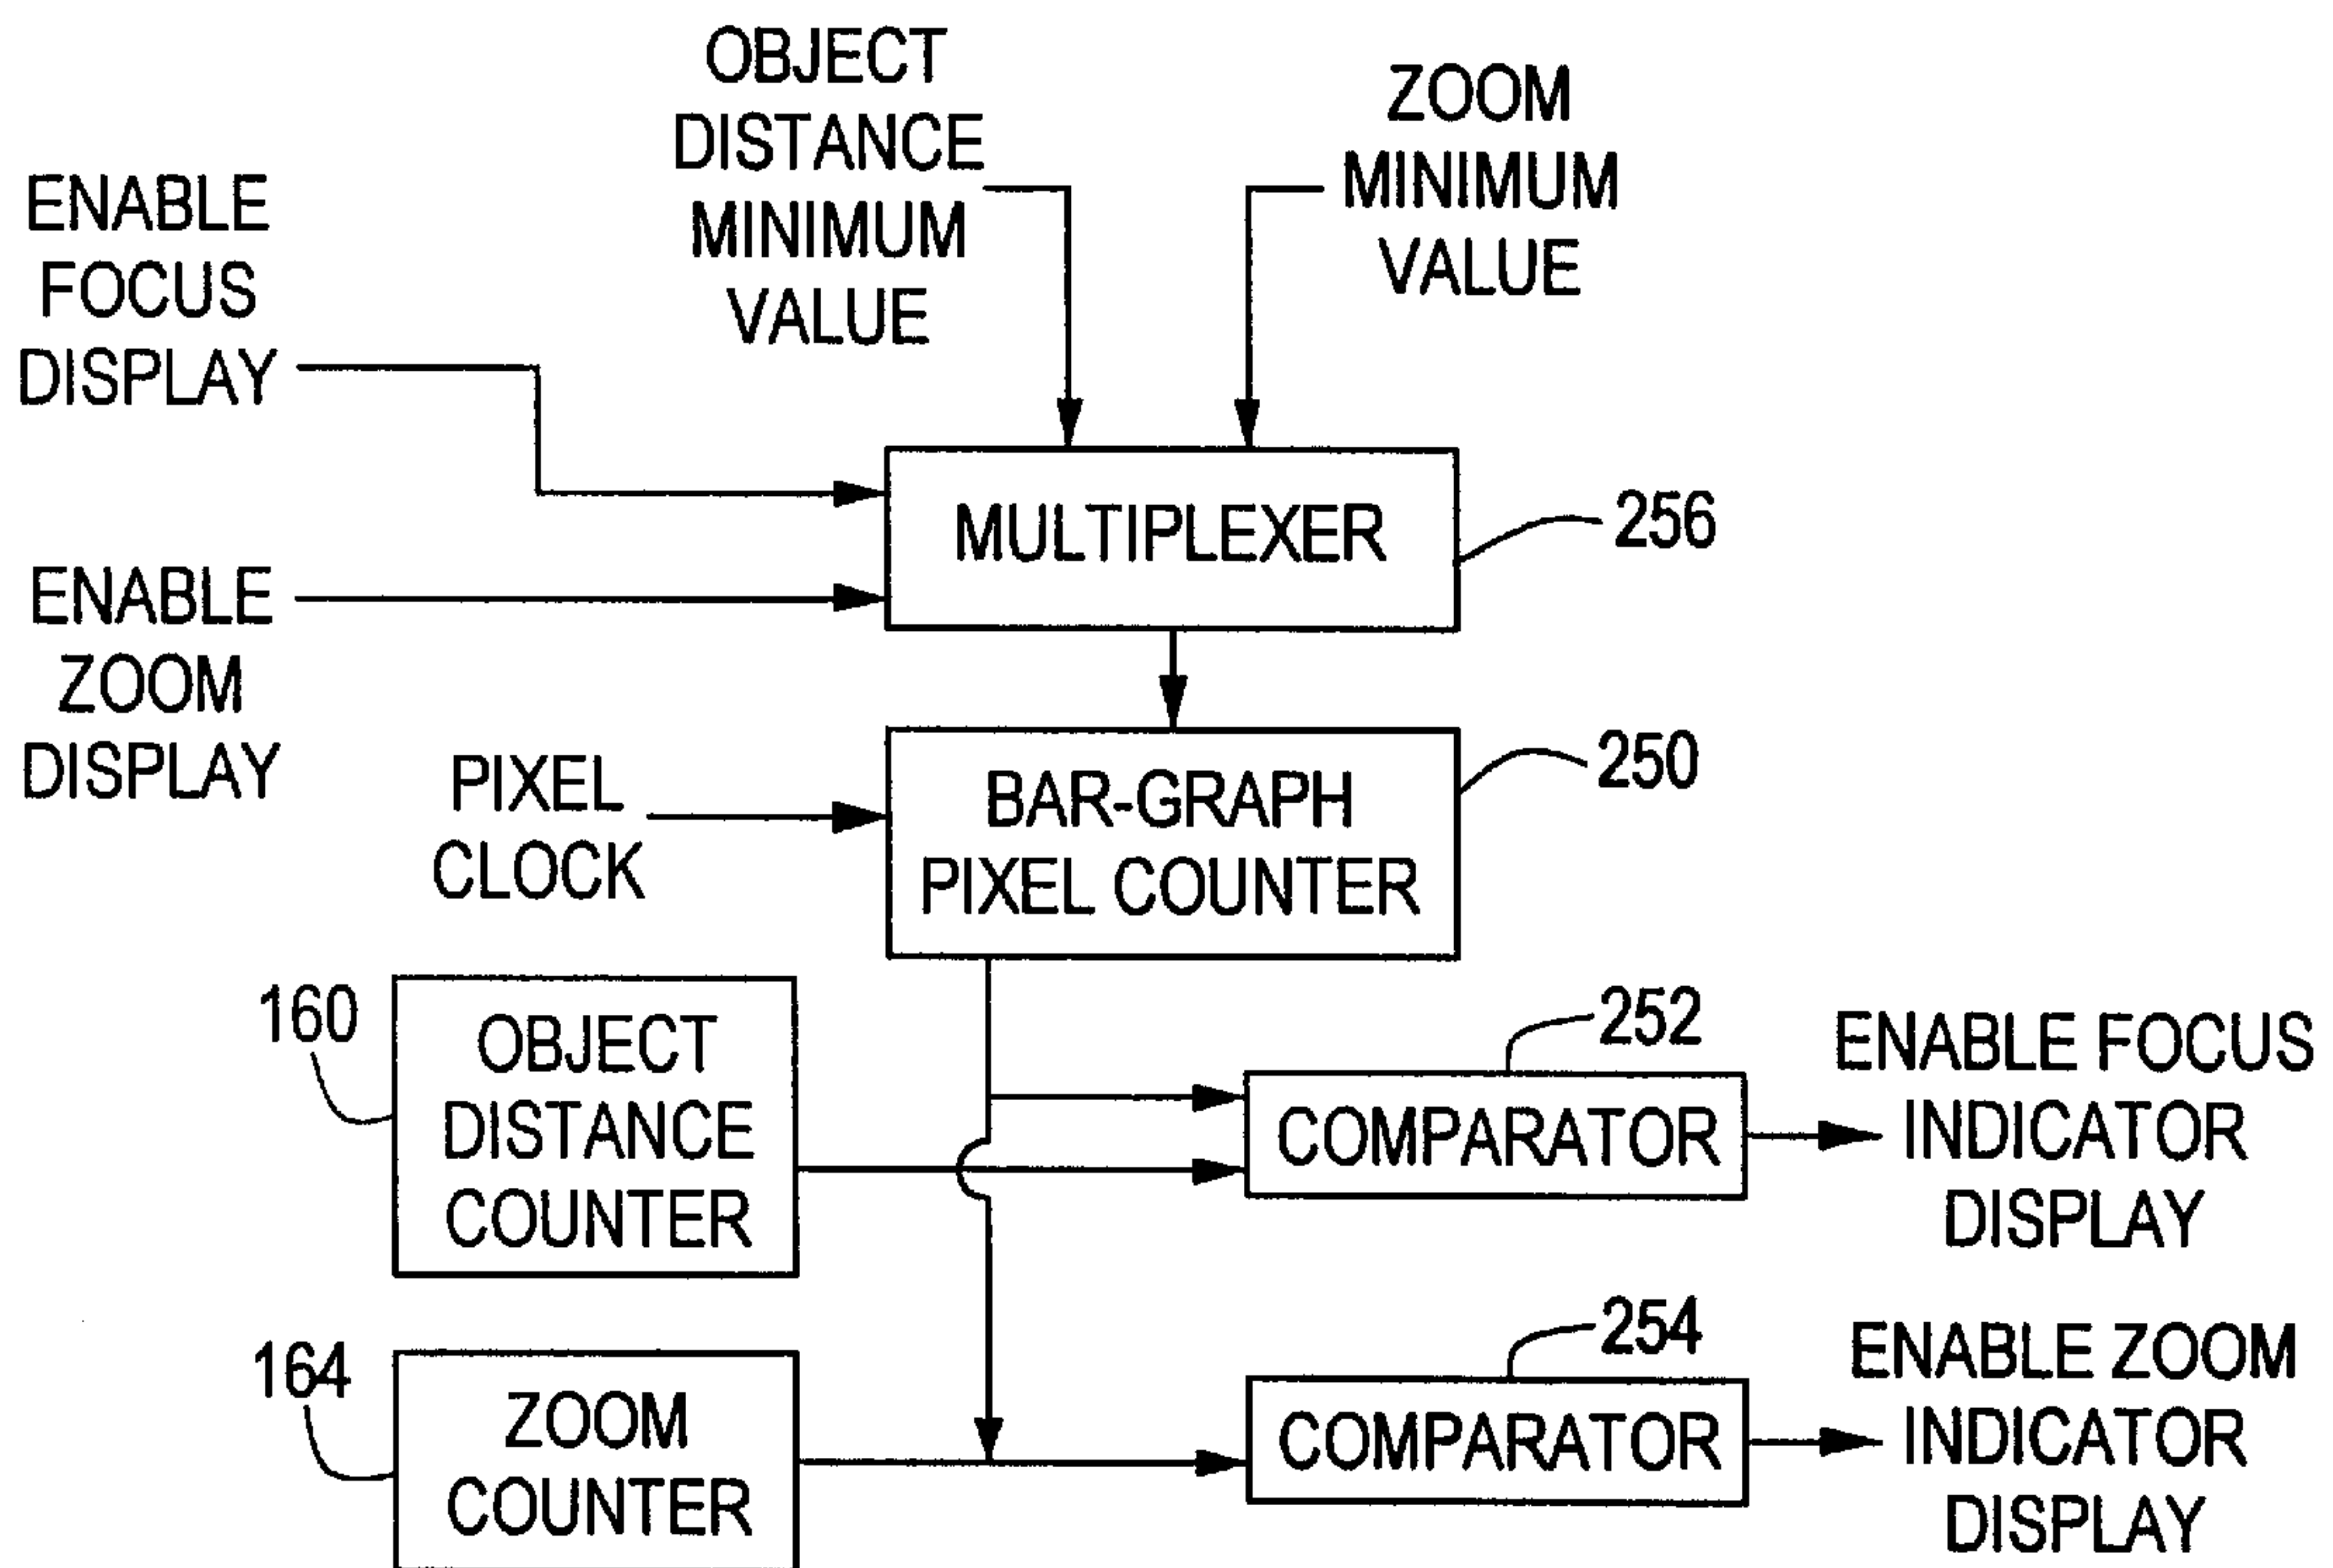 OBJECT
DISTANCE
MINIMUM
VALUE
ZOOM
MINIMUM
VALUE
ENABLE
FOCUS
DISPLAY
MULTIPLEXER
256
ENABLE
ZOOM
DISPLAY
PIXEL
CLOCK
BAR-GRAPH
PIXEL COUNTER
250
160
OBJECT
DISTANCE
COUNTER
252
COMPARATOR
ENABLE FOCUS
INDICATOR
DISPLAY
164
ZOOM
COUNTER
254
COMPARATOR
ENABLE ZOOM
INDICATOR
DISPLAY